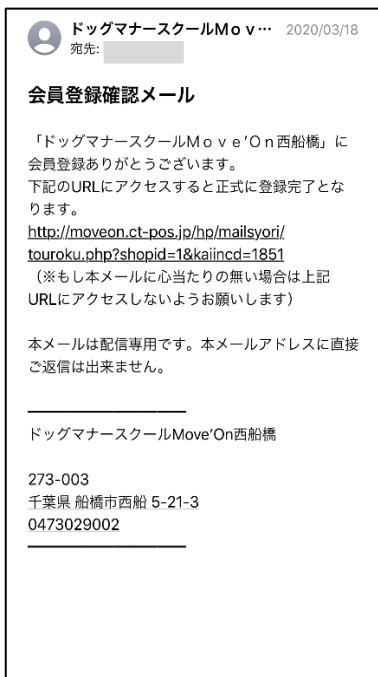 ドッグマナースクールMov… 2020/03/18
宛先:
会員登録確認メール
「ドッグマナースクールMove'On西船橋」に
会員登録ありがとうございます。
下記のURLにアクセスすると正式に登録完了とな
ります。
http://moveon.ct-pos.jp/hp/mailsyori/
touroku.php?shopid=1&kaiincd=1851
(※もし本メールに心当たりの無い場合は上記
URLにアクセスしないようお願いします)
本メールは配信専用です。本メールアドレスに直接
ご返信は出来ません。
ドッグマナースクールMove'On西船橋
273-003
千葉県 船橋市西船 5-21-3
0473029002